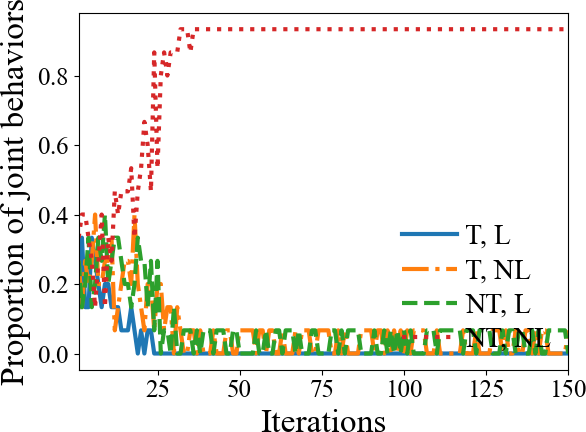 Proportion of joint behaviors
0.8
0.6
0.4
0.2
0.0
T, L
T, NL
NT, L
NT, NL
25
50
75
100
125
150
Iterations